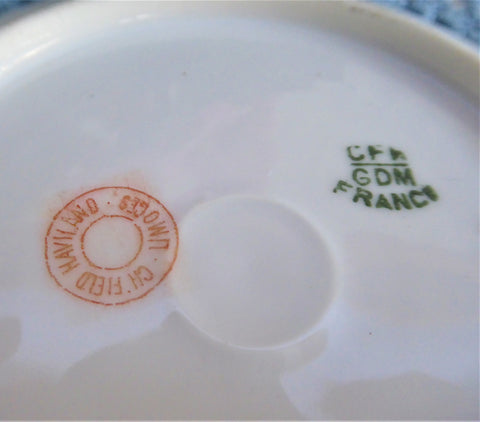 CH FIELD HAVILAND · LIMOGES ·
CFH
GDM
FRANCE